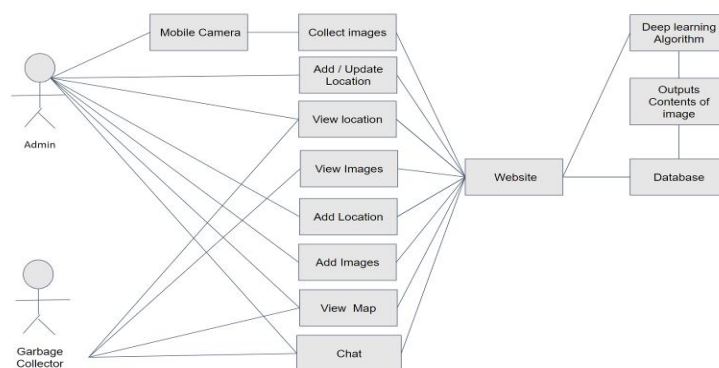 Mobile Camera
Collect images
Deep learning
Algorithm
Add / Update
Location
Outputs
Contents of
image
View location
Admin
View Images
Website
Database
Add Location
Add Images
View Map
Garbage
Collector
Chat